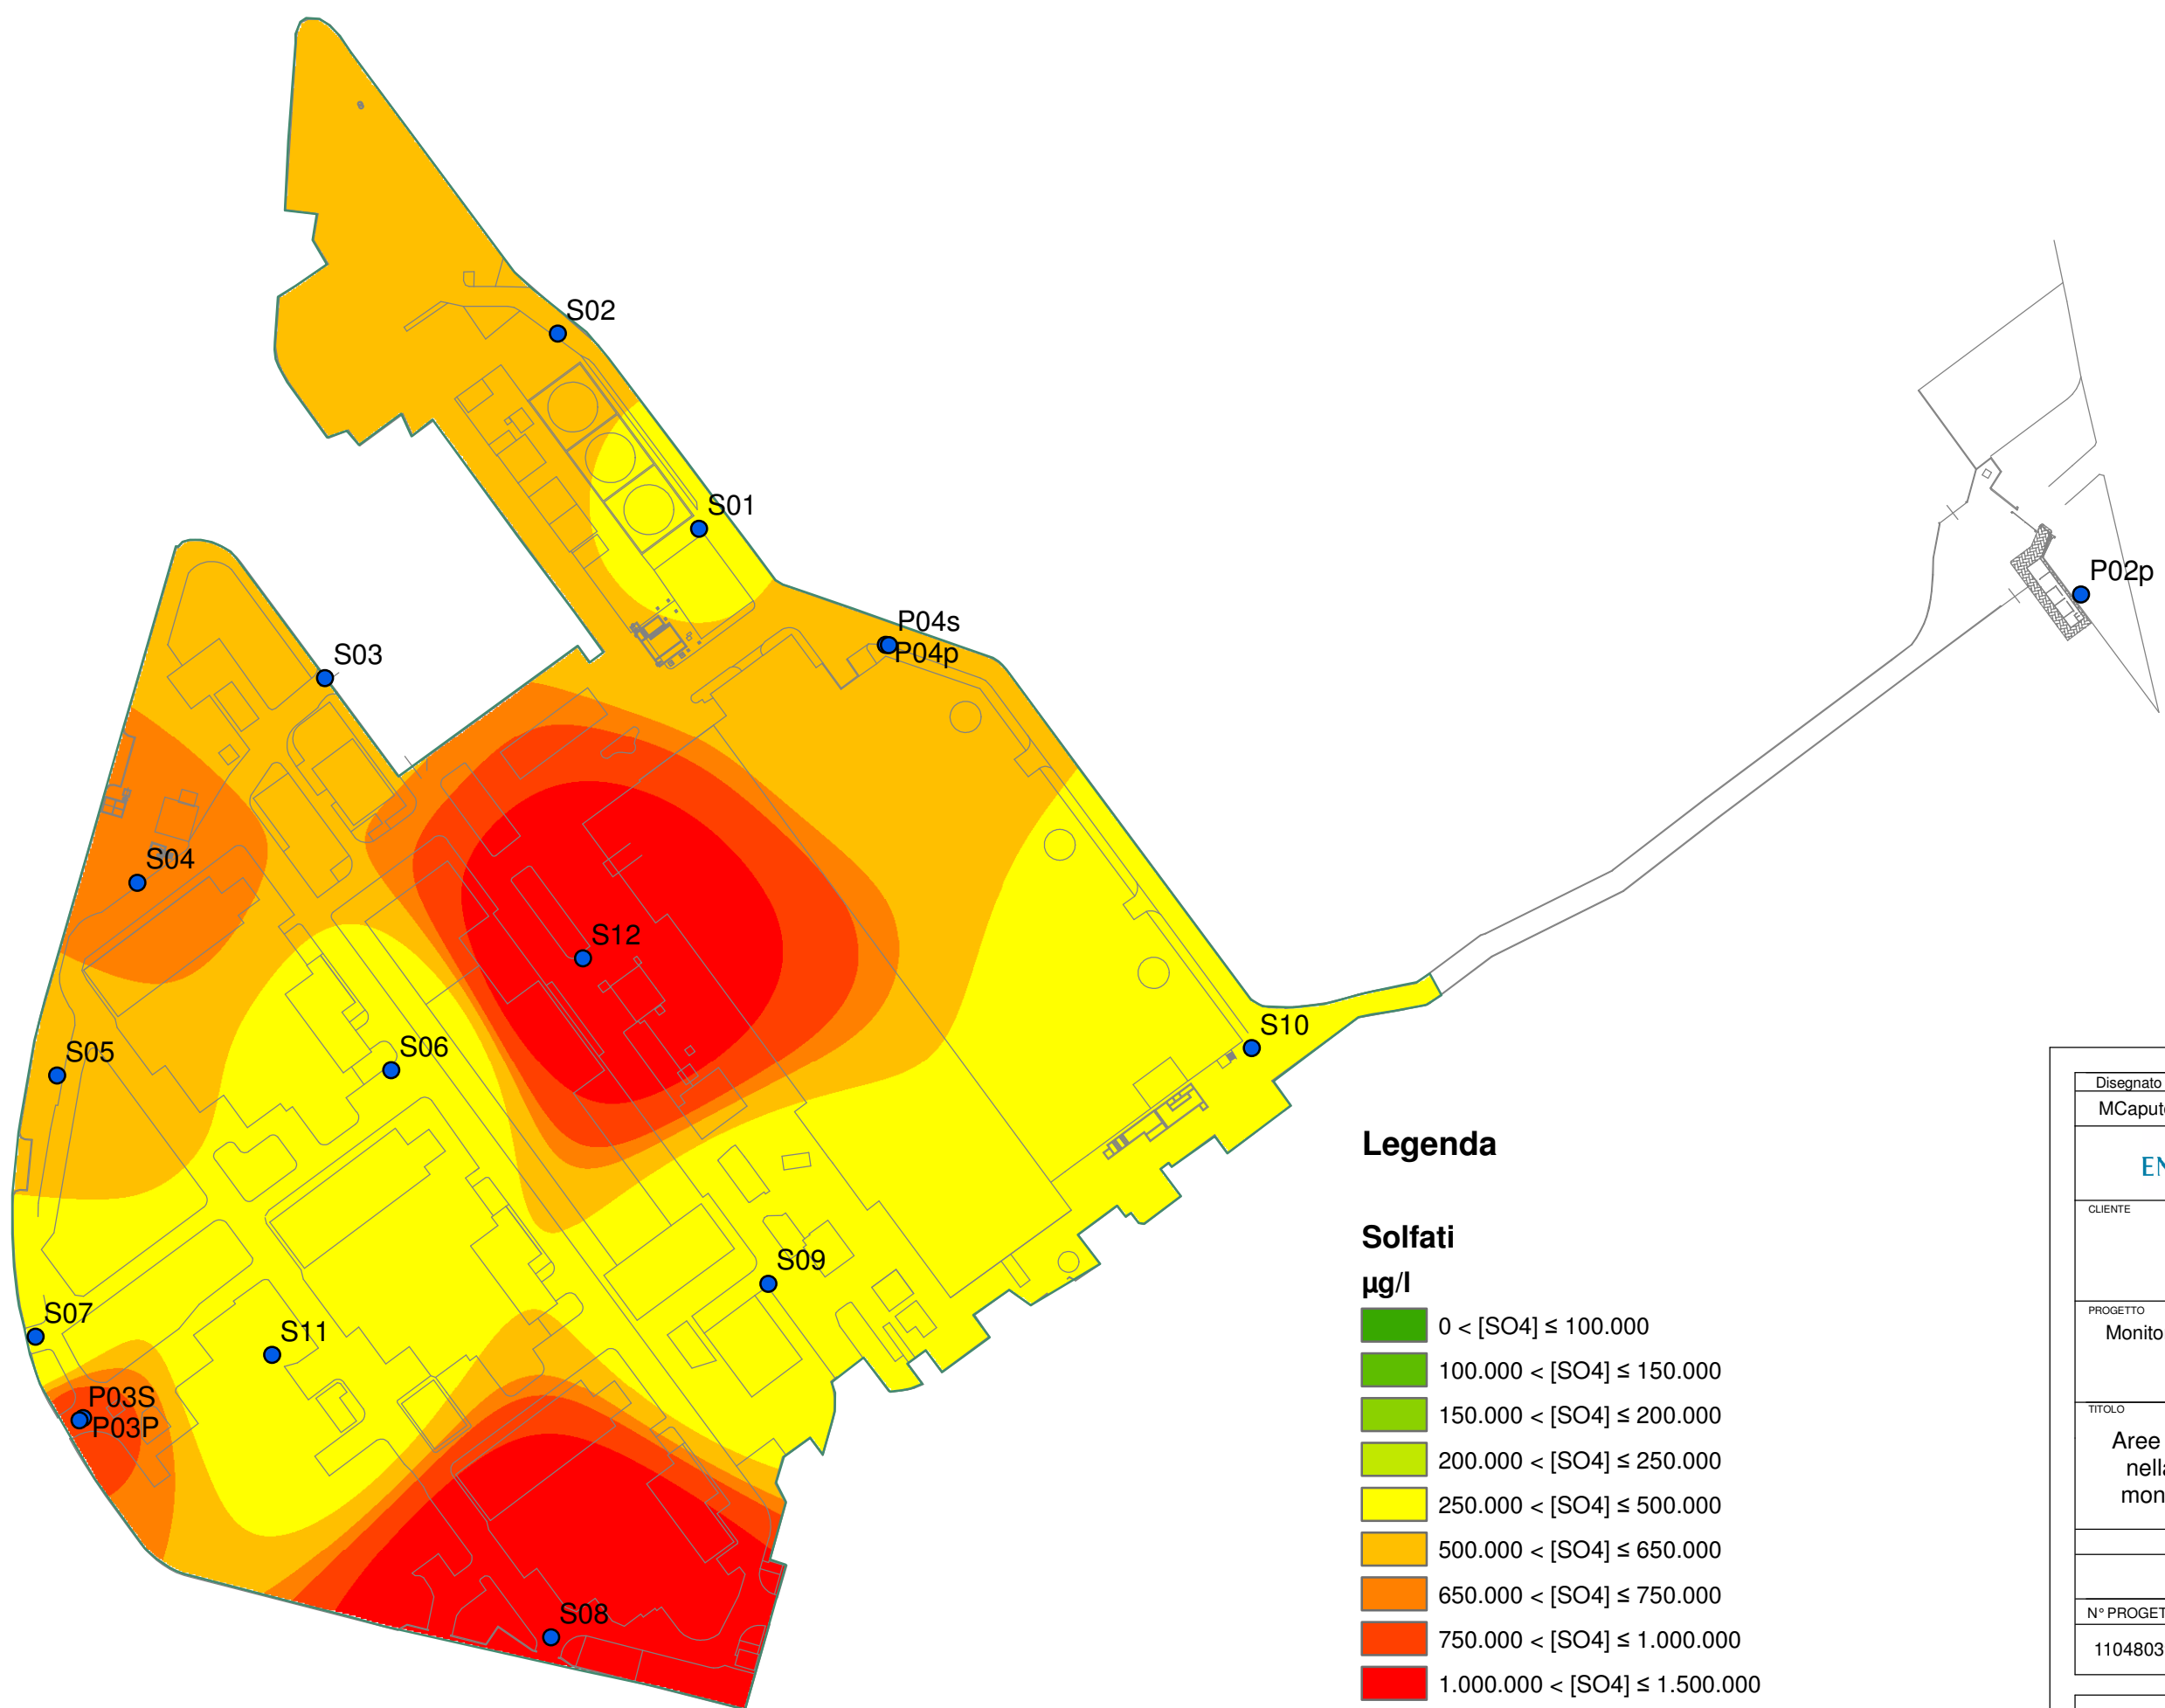 S02
S01
P04s
P04p
P02p
S03
S04
S12
S10
S05
S06
S09
S07
S11
P03S
P03P
S08
Legenda
Solfati
µg/l
0 < [SO4] ≤ 100.000
100.000 < [SO4] ≤ 150.000
150.000 < [SO4] ≤ 200.000
200.000 < [SO4] ≤ 250.000
250.000 < [SO4] ≤ 500.000
500.000 < [SO4] ≤ 650.000
650.000 < [SO4] ≤ 750.000
750.000 < [SO4] ≤ 1.000.000
1.000.000 < [SO4] ≤ 1.500.000
Disegnato
CLIENTE
PROGETTO
TITOLO
Aree
1104803